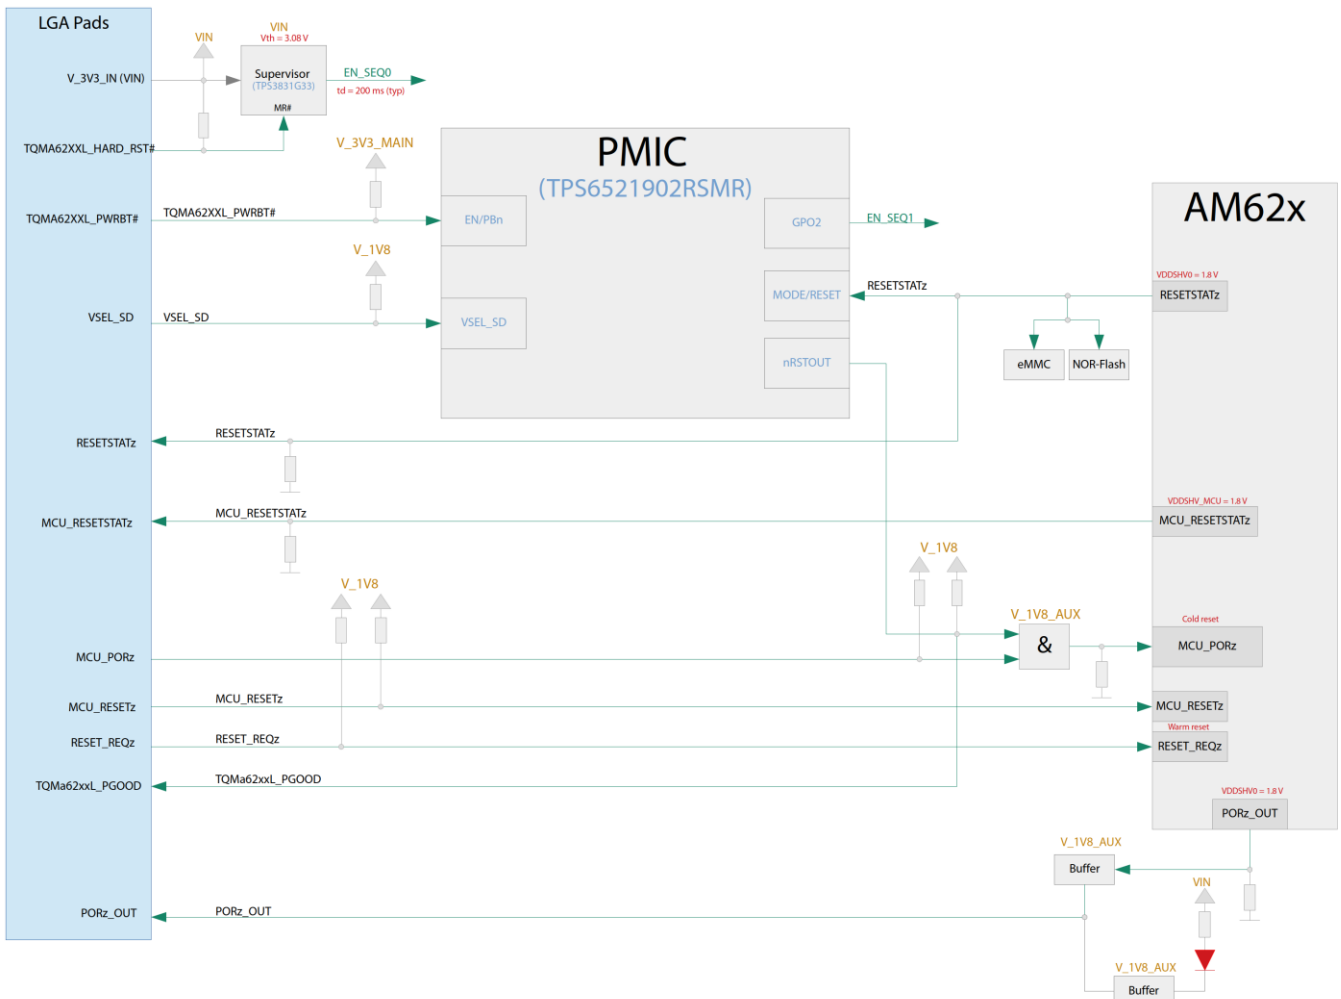 LGA Pads
VIN
VIN
Vth = 3.08 V
V_3V3_IN (VIN)
Supervisor
(TPS3831G33)
MR#
EN_SEQ0
td = 200 ms (typ)
TQMA62XXL_HARD_RST#
V_3V3_MAIN
PMIC
(TPS6521902RSMR)
AM62x
TQMA62XXL_PWRBT#
TQMA62XXL_PWRBT#
EN/PBn
GPO2
EN_SEQ1
V_1V8
VDDSHV0 = 1.8 V
MODE/RESET
RESETSTATz
RESETSTATz
VSEL_SD
VSEL_SD
VSEL_SD
nRSTOUT
eMMC
NOR-Flash
RESETSTATz
RESETSTATz
VDDSHV_MCU = 1.8 V
MCU_RESETSTATz
MCU_RESETSTATz
MCU_RESETSTATz
V_1V8
V_1V8
V_1V8_AUX
Cold reset
&
MCU_PORz
MCU_PORz
MCU_RESETz
MCU_RESETz
MCU_RESETz
Warm reset
RESET_REQz
RESET_REQz
RESET_REQz
TQMa62xxL_PGOOD
TQMa62xxL_PGOOD
VDDSHV0 = 1.8 V
PORz_OUT
V_1V8_AUX
Buffer
VIN
PORz_OUT
PORz_OUT
V_1V8_AUX
Buffer